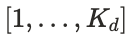 [1, . . . , K_d]